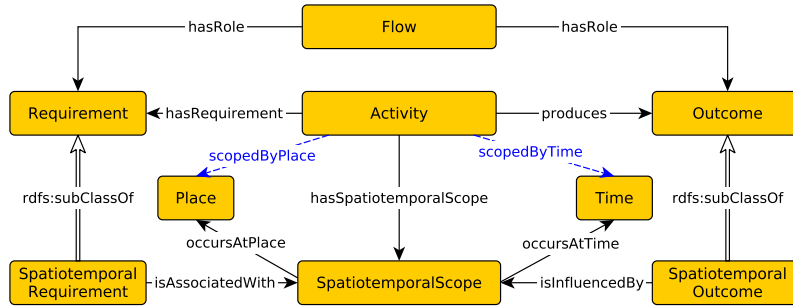 hasRole
Flow
hasRole
Requirement
hasRequirement
Activity
produces
Outcome
scopedByPlace
scopedByTime
rdfs:subClassOf
Place
hasSpatiotemporalScope
Time
rdfs:subClassOf
occursAtPlace
occursAtTime
Spatiotemporal
Requirement
isAssociatedWith
SpatiotemporalScope
isInfluencedBy
Spatiotemporal
Outcome